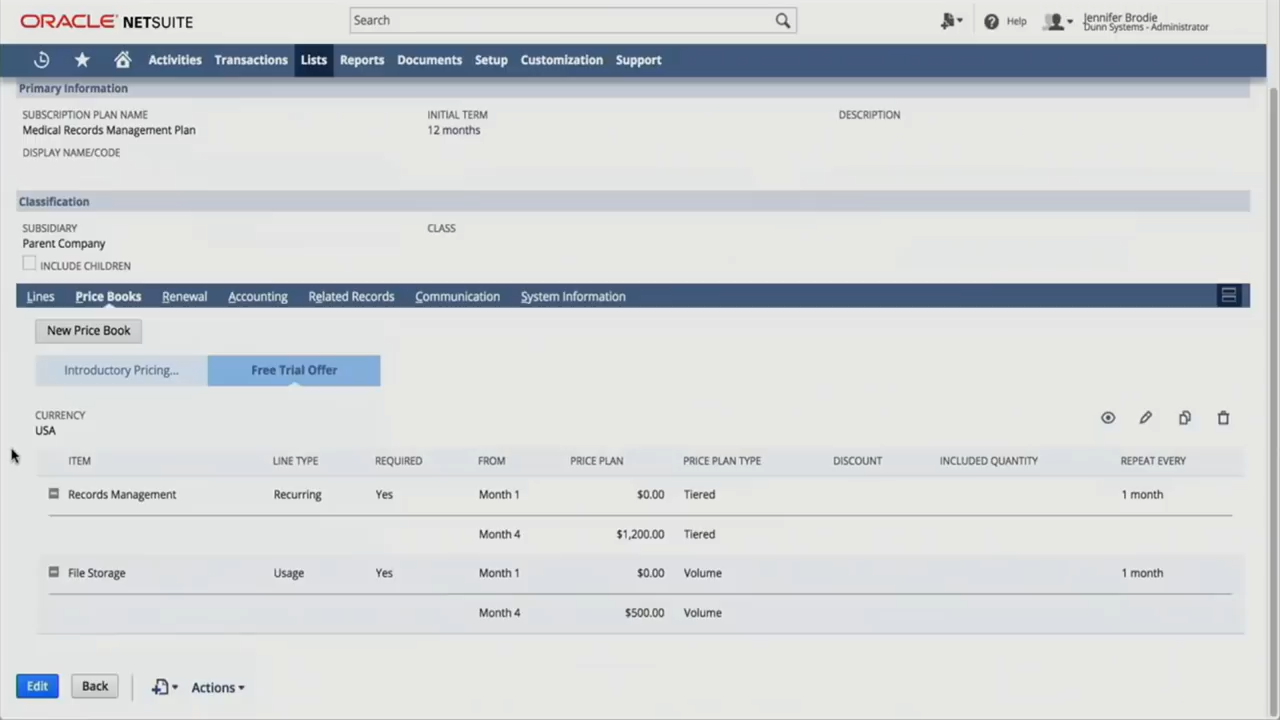 ORACLE NETSUITE
Search
Help
Jennifer Brodie
Dunn Systems - Administrator
Activities Transactions Lists Reports Documents Setup Customization Support
Primary Information
SUBSCRIPTION PLAN NAME INITIAL TERM DESCRIPTION
Medical Records Management Plan 12 months
DISPLAY NAME/CODE
Classification
SUBSIDIARY CLASS
Parent Company
INCLUDE CHILDREN
Lines Price Books Renewal Accounting Related Records Communication System Information
New Price Book
Introductory Pricing... Free Trial Offer
CURRENCY
USA
ITEM LINE TYPE REQUIRED FROM PRICE PLAN PRICE PLAN TYPE DISCOUNT INCLUDED QUANTITY REPEAT EVERY
Records Management Recurring Yes Month 1 $0.00 Tiered 1 month
Month 4 $1,200.00 Tiered
File Storage Usage Yes Month 1 $0.00 Volume 1 month
Month 4 $500.00 Volume
Edit Back Actions